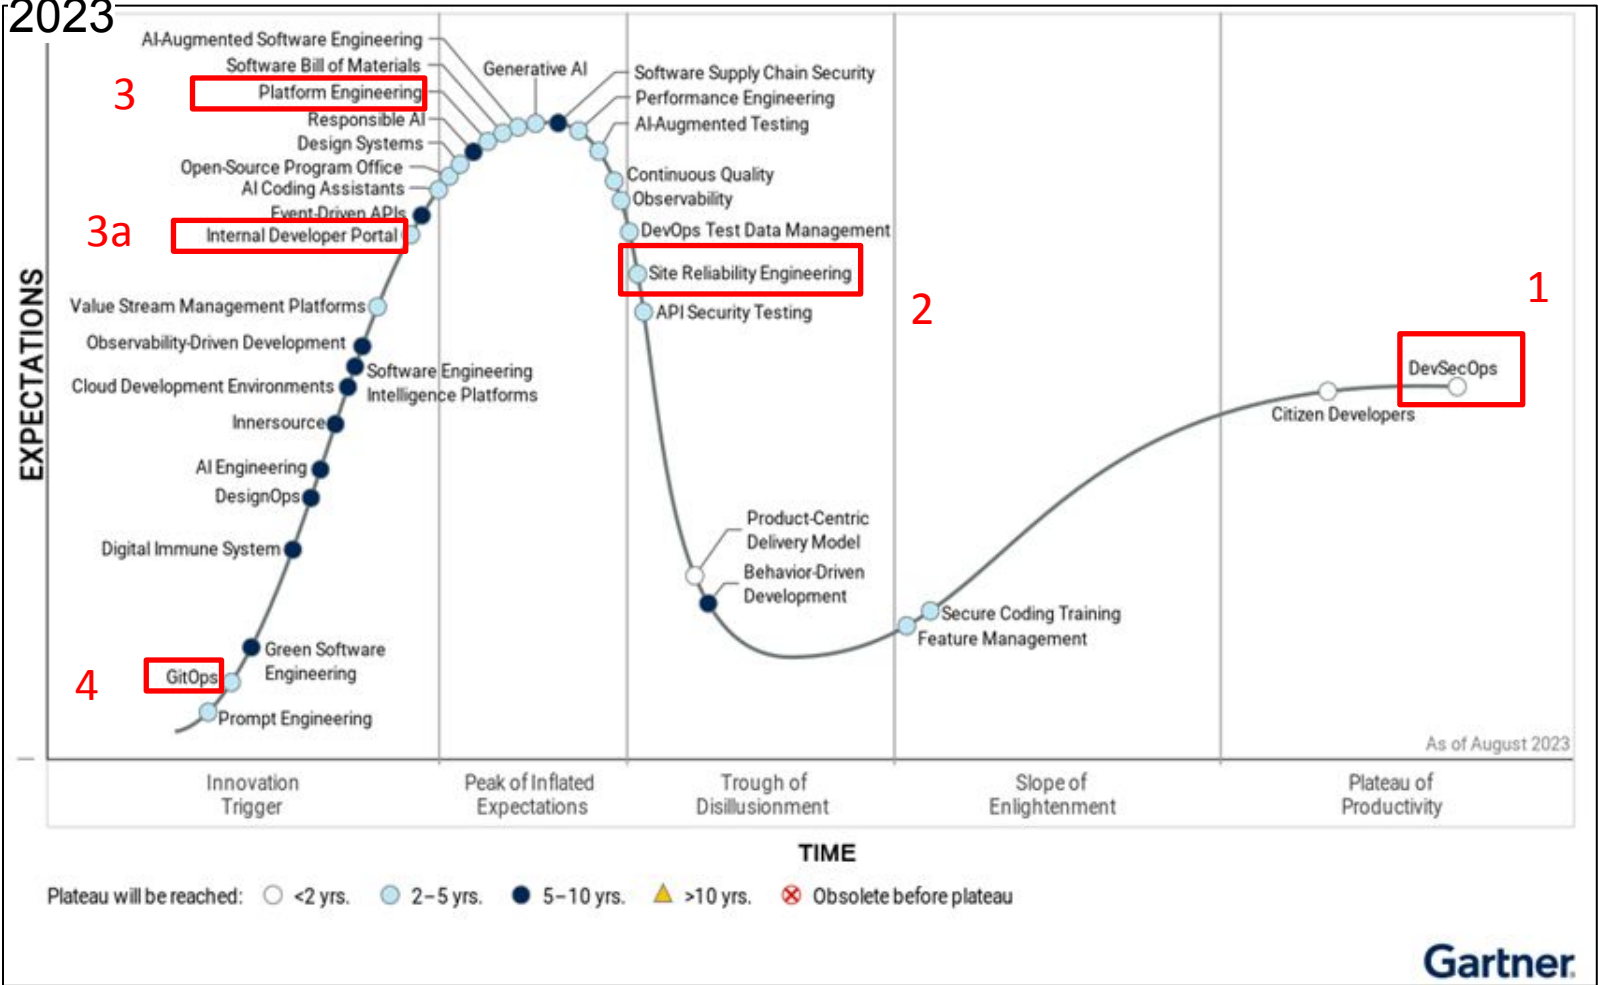 2023
AI-Augmented Software Engineering
Software Bill of Materials
Generative AI
Software Supply Chain Security
3
Platform Engineering
Performance Engineering
Responsible AI
AI-Augmented Testing
Design Systems
Open-Source Program Office
Continuous Quality
AI Coding Assistants
Observability
Event-Driven APIs
3a
Internal Developer Portal
DevOps Test Data Management
Site Reliability Engineering
1
2
Value Stream Management Platforms
API Security Testing
Observability-Driven Development
Software Engineering
Intelligence Platforms
Cloud Development Environments
DevSecOps
Citizen Developers
Innersource
AI Engineering
DesignOps
Product-Centric
Delivery Model
Digital Immune System
Behavior-Driven
Development
Secure Coding Training
Feature Management
Green Software
Engineering
4
GitOps
Prompt Engineering
EXPECTATIONS
As of August 2023
Innovation
Trigger
Peak of Inflated
Expectations
Trough of
Disillusionment
Slope of
Enlightenment
Plateau of
Productivity
TIME
Plateau will be reached: <2 yrs. 2–5 yrs. 5–10 yrs. >10 yrs. Obsolete before plateau
Gartner.